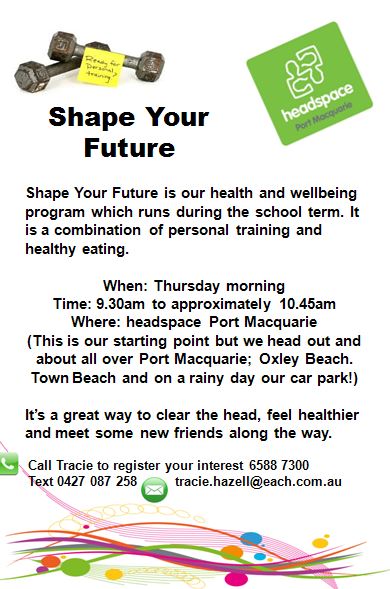 Ready for
personal
training?
headspace
Port Macquarie
Shape Your
Future
Shape Your Future is our health and wellbeing
program which runs during the school term. It
is a combination of personal training and
healthy eating.
When: Thursday morning
Time: 9.30am to approximately 10.45am
Where: headspace Port Macquarie
(This is our starting point but we head out and
about all over Port Macquarie; Oxley Beach.
Town Beach and on a rainy day our car park!)
It's a great way to clear the head, feel healthier
and meet some new friends along the way.
Call Tracie to register your interest 6588 7300
Text 0427 087 258 tracie.hazell@each.com.au